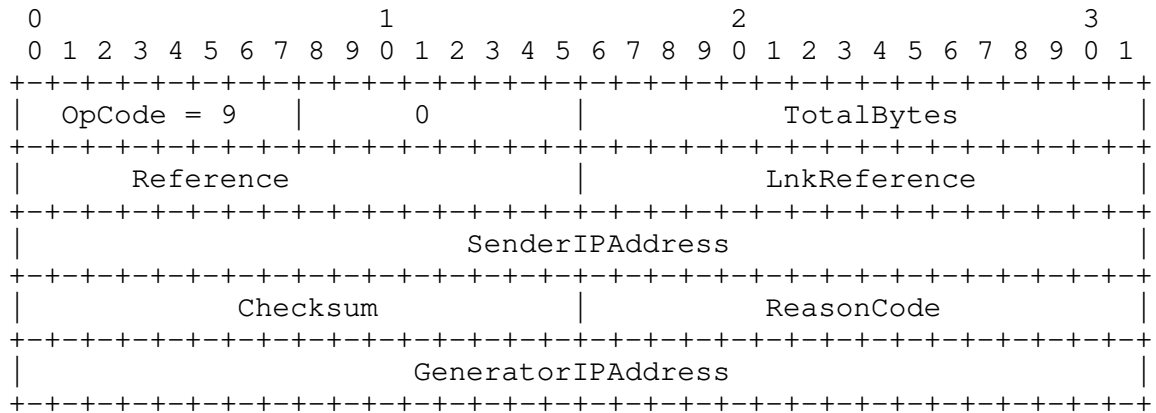 0                   1                   2                   3
 0 1 2 3 4 5 6 7 8 9 0 1 2 3 4 5 6 7 8 9 0 1 2 3 4 5 6 7 8 9 0 1
+-+-+-+-+-+-+-+-+-+-+-+-+-+-+-+-+-+-+-+-+-+-+-+-+-+-+-+-+-+-+-+-+
|  OpCode = 9   |      0        |           TotalBytes          |
+-+-+-+-+-+-+-+-+-+-+-+-+-+-+-+-+-+-+-+-+-+-+-+-+-+-+-+-+-+-+-+-+
|      Reference                |          LnkReference         |
+-+-+-+-+-+-+-+-+-+-+-+-+-+-+-+-+-+-+-+-+-+-+-+-+-+-+-+-+-+-+-+-+
|                         SenderIPAddress                       |
+-+-+-+-+-+-+-+-+-+-+-+-+-+-+-+-+-+-+-+-+-+-+-+-+-+-+-+-+-+-+-+-+
|            Checksum           |          ReasonCode           |
+-+-+-+-+-+-+-+-+-+-+-+-+-+-+-+-+-+-+-+-+-+-+-+-+-+-+-+-+-+-+-+-+
|                      GeneratorIPAddress                       |
+-+-+-+-+-+-+-+-+-+-+-+-+-+-+-+-+-+-+-+-+-+-+-+-+-+-+-+-+-+-+-+-+